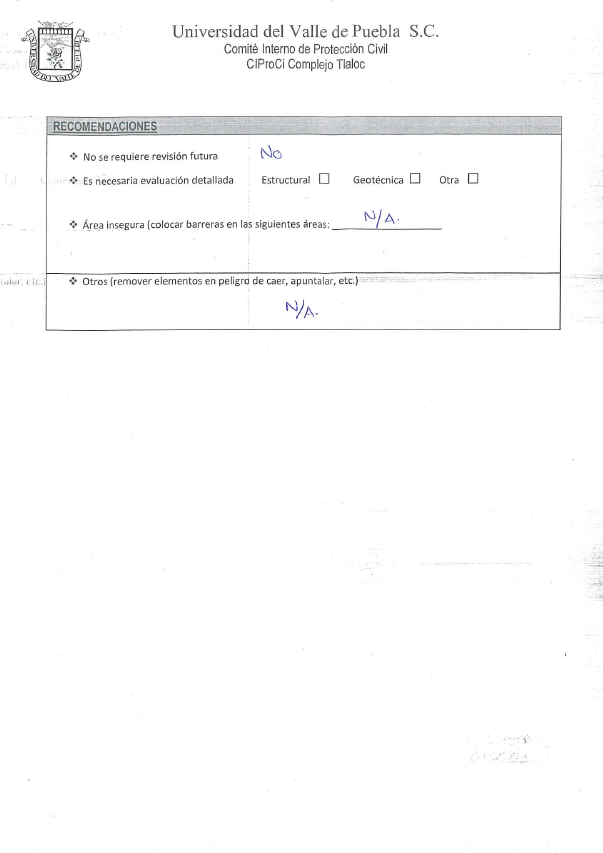 Universidad del Valle de Puebla S.C.
Comité Interno de Protección Civil
CIProCi Complejo Tlaloc
UNIVERSIDAD DEL VALLE DE PUEBLA
RECOMENDACIONES
❖ No se requiere revisión futura No
❖ Es necesaria evaluación detallada Estructural ☐ Geotécnica ☐ Otra ☐
❖ Área insegura (colocar barreras en las siguientes áreas: N/A.
❖ Otros (remover elementos en peligro de caer, apuntalar, etc.)
N/A.